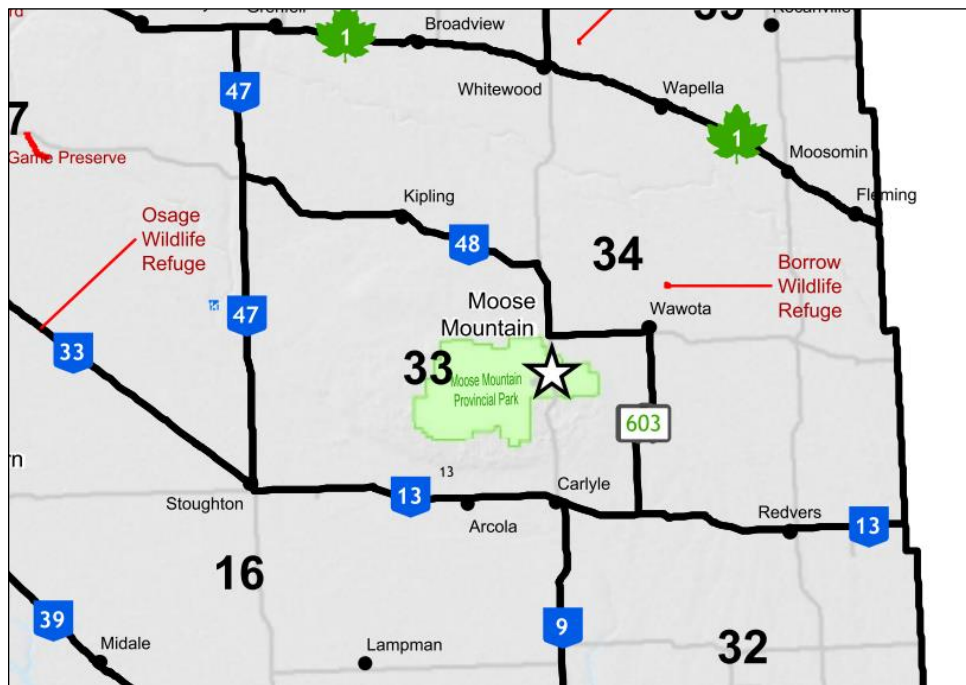 Broadview
1
47
Whitewood
Wapella
1
Moosomin
Game Preserve
Fleming
Kipling
Osage
Wildlife
Refuge
48
34
Borrow
Wildlife
Refuge
Moose
Mountain
Wawota
47
33
33
Moose Mountain
Provincial Park
603
13
Stoughton
13
Arcola
Carlyle
Redvers
13
16
39
9
Midale
Lampman
32